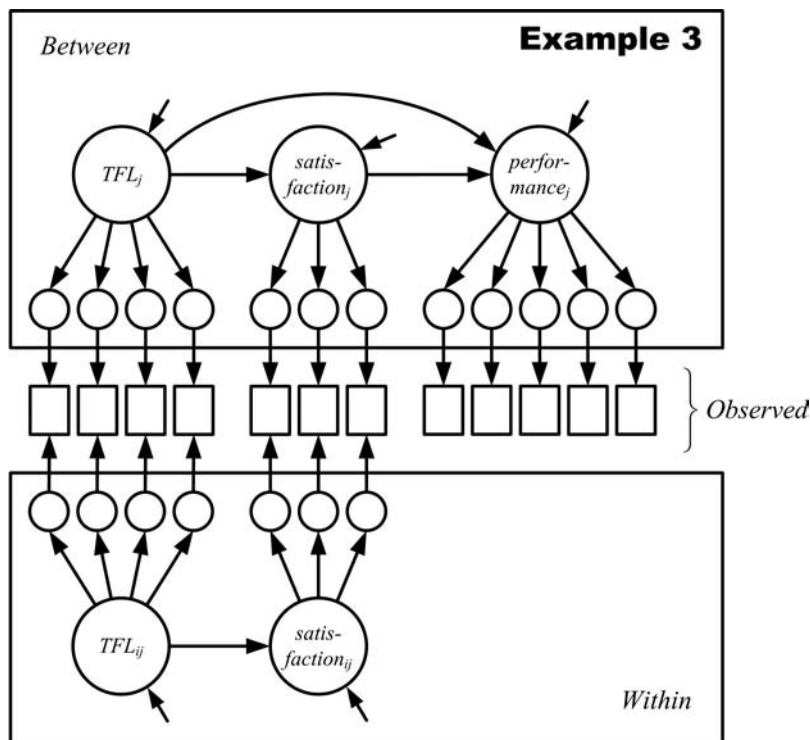 Between
Example 3
TFLj
satis-
factionj
perfor-
mancej
Observed
TFLij
satis-
factionij
Within